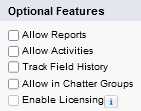 Optional Features
Allow Reports
Allow Activities
Track Field History
Allow in Chatter Groups
Enable Licensing i